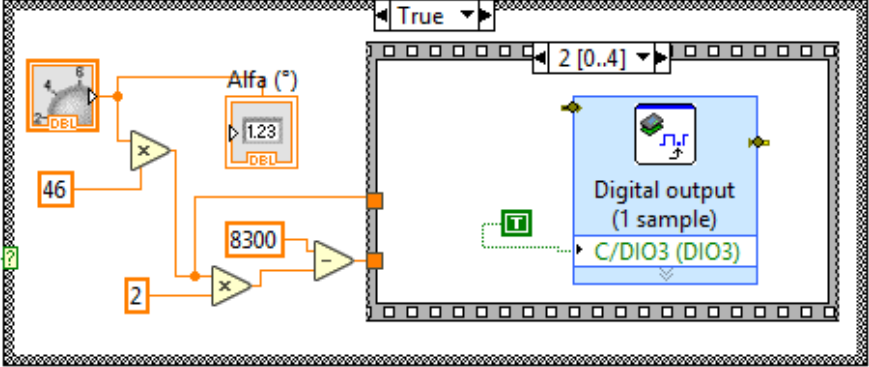 True
2 [0..4]
6
4
2
DBL
Alfa (°)
1.23
DBL
×
46
8300
−
×
2
?
T
Digital output
(1 sample)
C/DIO3 (DIO3)